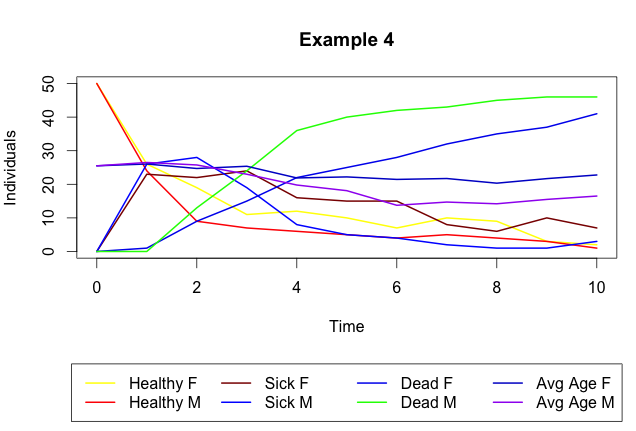 Example 4
Individuals
50
40
30
20
10
0
0 2 4 6 8 10
Time
Healthy F Sick F Dead F Avg Age F
Healthy M Sick M Dead M Avg Age M